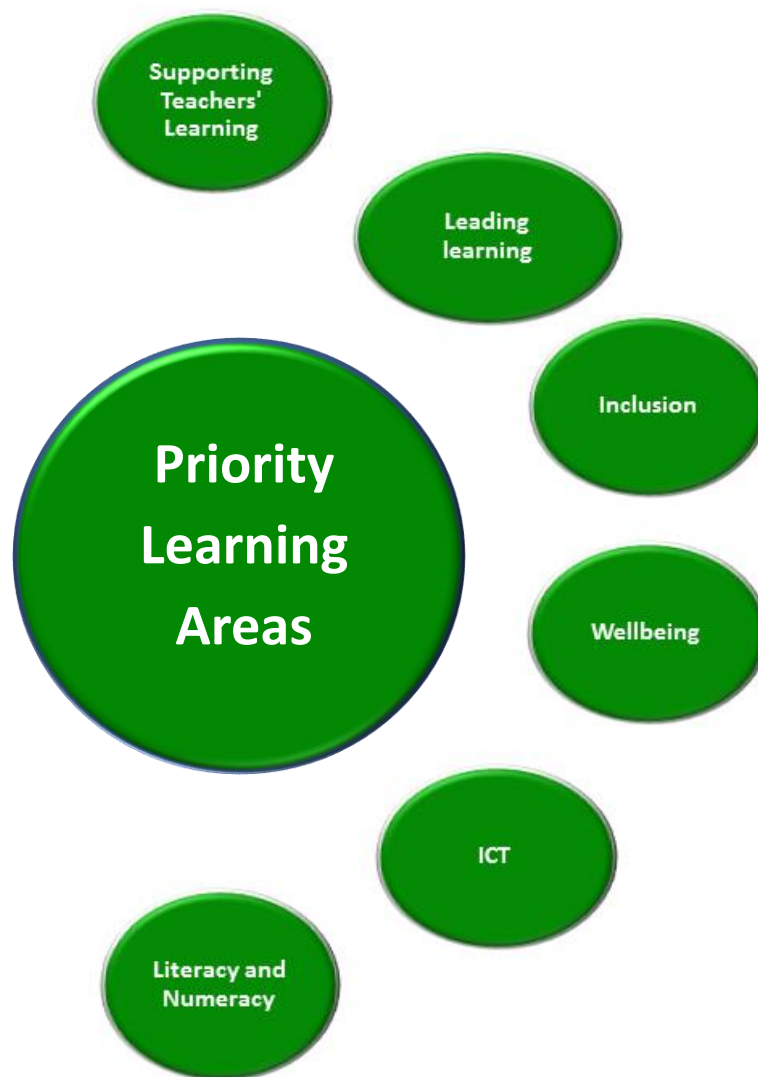 Supporting
Teachers'
Learning
Leading
learning
Inclusion
Priority
Learning
Areas
Wellbeing
ICT
Literacy and
Numeracy